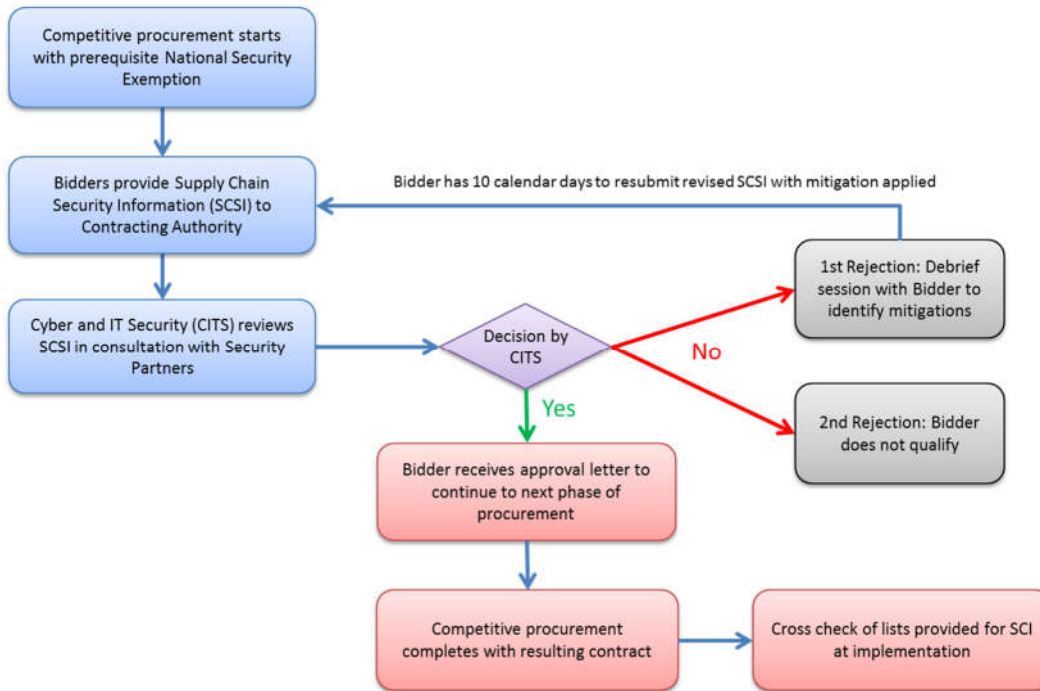 Competitive procurement starts
with prerequisite National Security
Exemption
Bidders provide Supply Chain
Security Information (SCSI) to
Contracting Authority
Bidder has 10 calendar days to resubmit revised SCSI with mitigation applied
1st Rejection: Debrief
session with Bidder to
identify mitigations
Cyber and IT Security (CITS) reviews
SCSI in consultation with Security
Partners
Decision by
CITS
No
Yes
2nd Rejection: Bidder
does not qualify
Bidder receives approval letter to
continue to next phase of
procurement
Competitive procurement
completes with resulting contract
Cross check of lists provided for SCI
at implementation